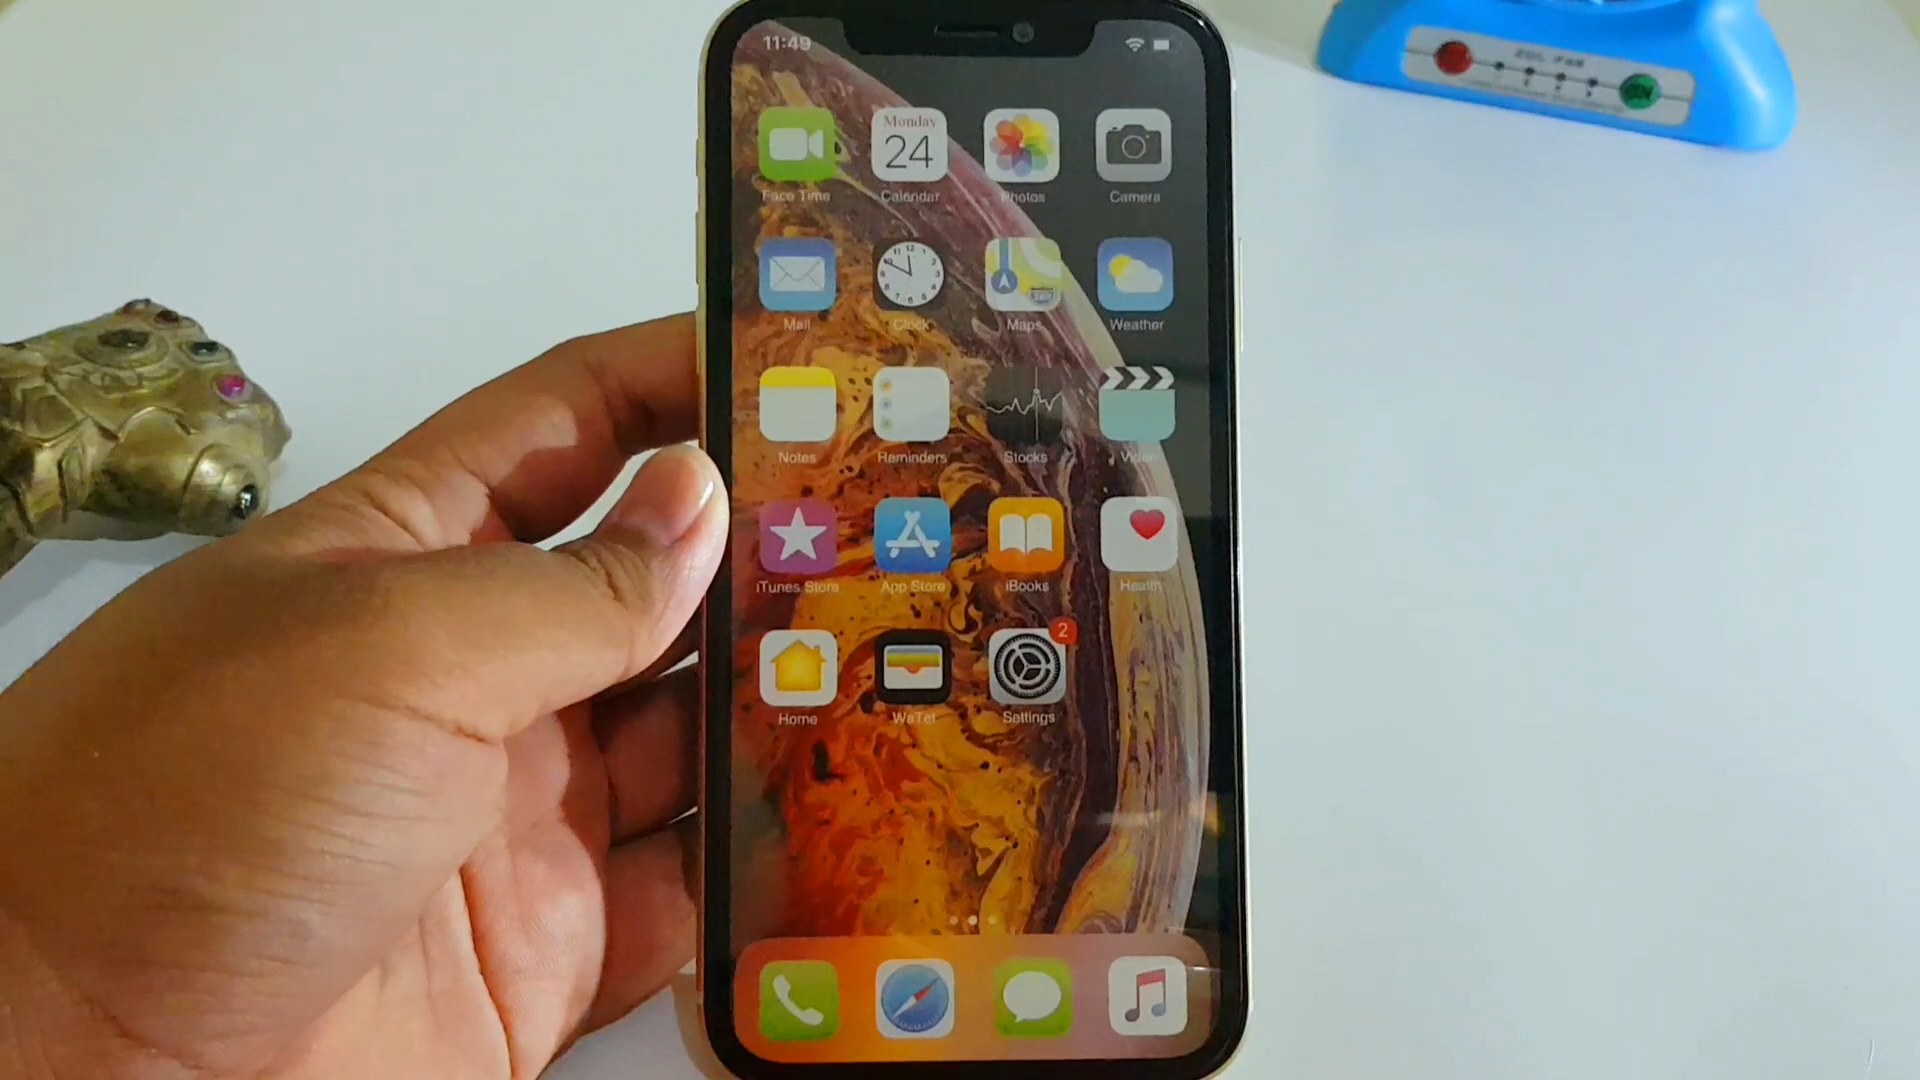 11:49
Monday
24
Face Time
Calendar
Photos
Camera
Mail
Clock
Maps
Weather
Notes
Reminders
Stocks
Video
iTunes Store
App Store
iBooks
Health
2
Home
WaTet
Settings